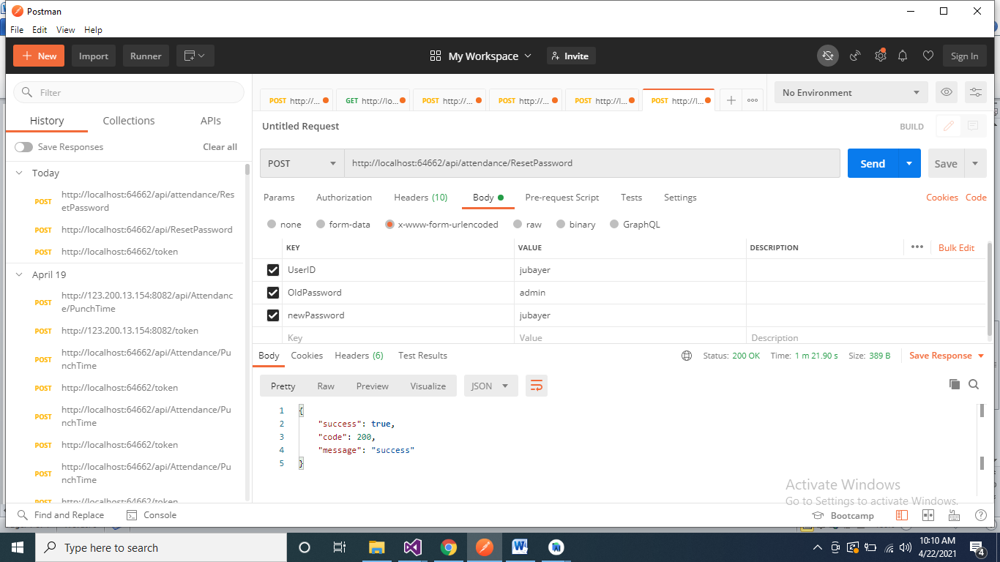 Postman
File Edit View Help
New Import Runner My Workspace Invite Sign In
Filter
History Collections APIs
Save Responses Clear all
Today
POST http://localhost:64662/api/attendance/Res
etPassword
POST http://localhost:64662/api/ResetPassword
POST http://localhost:64662/token
April 19
POST http://123.200.13.154:8082/api/Attendanc
e/PunchTime
POST http://123.200.13.154:8082/token
POST http://localhost:64662/api/Attendance/Pu
nchTime
POST http://localhost:64662/token
POST http://localhost:64662/api/Attendance/Pu
nchTime
POST http://localhost:64662/token
POST http://localhost:64662/api/Attendance/Pu
nchTime
POST http://localhost:64662/token
Find and Replace Console
POST http://... GET http://lo... POST http://... POST http://... POST http://l... POST http://l...
No Environment
Untitled Request BUILD
POST http://localhost:64662/api/attendance/ResetPassword Send Save
Params Authorization Headers (10) Body Pre-request Script Tests Settings Cookies Code
none form-data x-www-form-urlencoded raw binary GraphQL
KEY VALUE DESCRIPTION Bulk Edit
UserID jubayer
OldPassword admin
newPassword jubayer
Key Value Description
Body Cookies Headers (6) Test Results Status: 200 OK Time: 1 m 21.90 s Size: 389 B Save Response
Pretty Raw Preview Visualize JSON
1 {
2 "success": true,
3 "code": 200,
4 "message": "success"
5 }
Activate Windows
Go to Settings to activate Windows.
Bootcamp
Type here to search
10:10 AM
4/22/2021
4